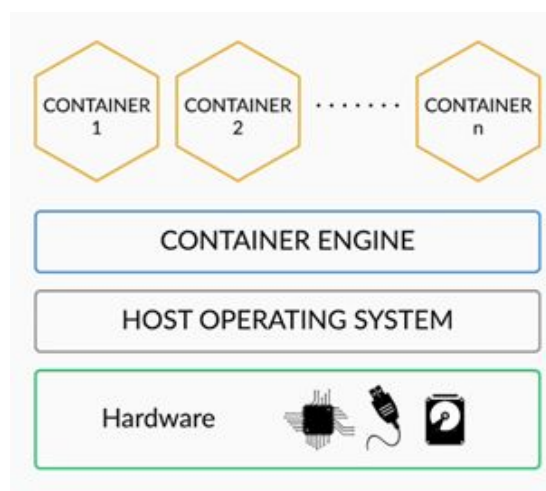 CONTAINER
1
CONTAINER
2
.......
CONTAINER
n
CONTAINER ENGINE
HOST OPERATING SYSTEM
Hardware